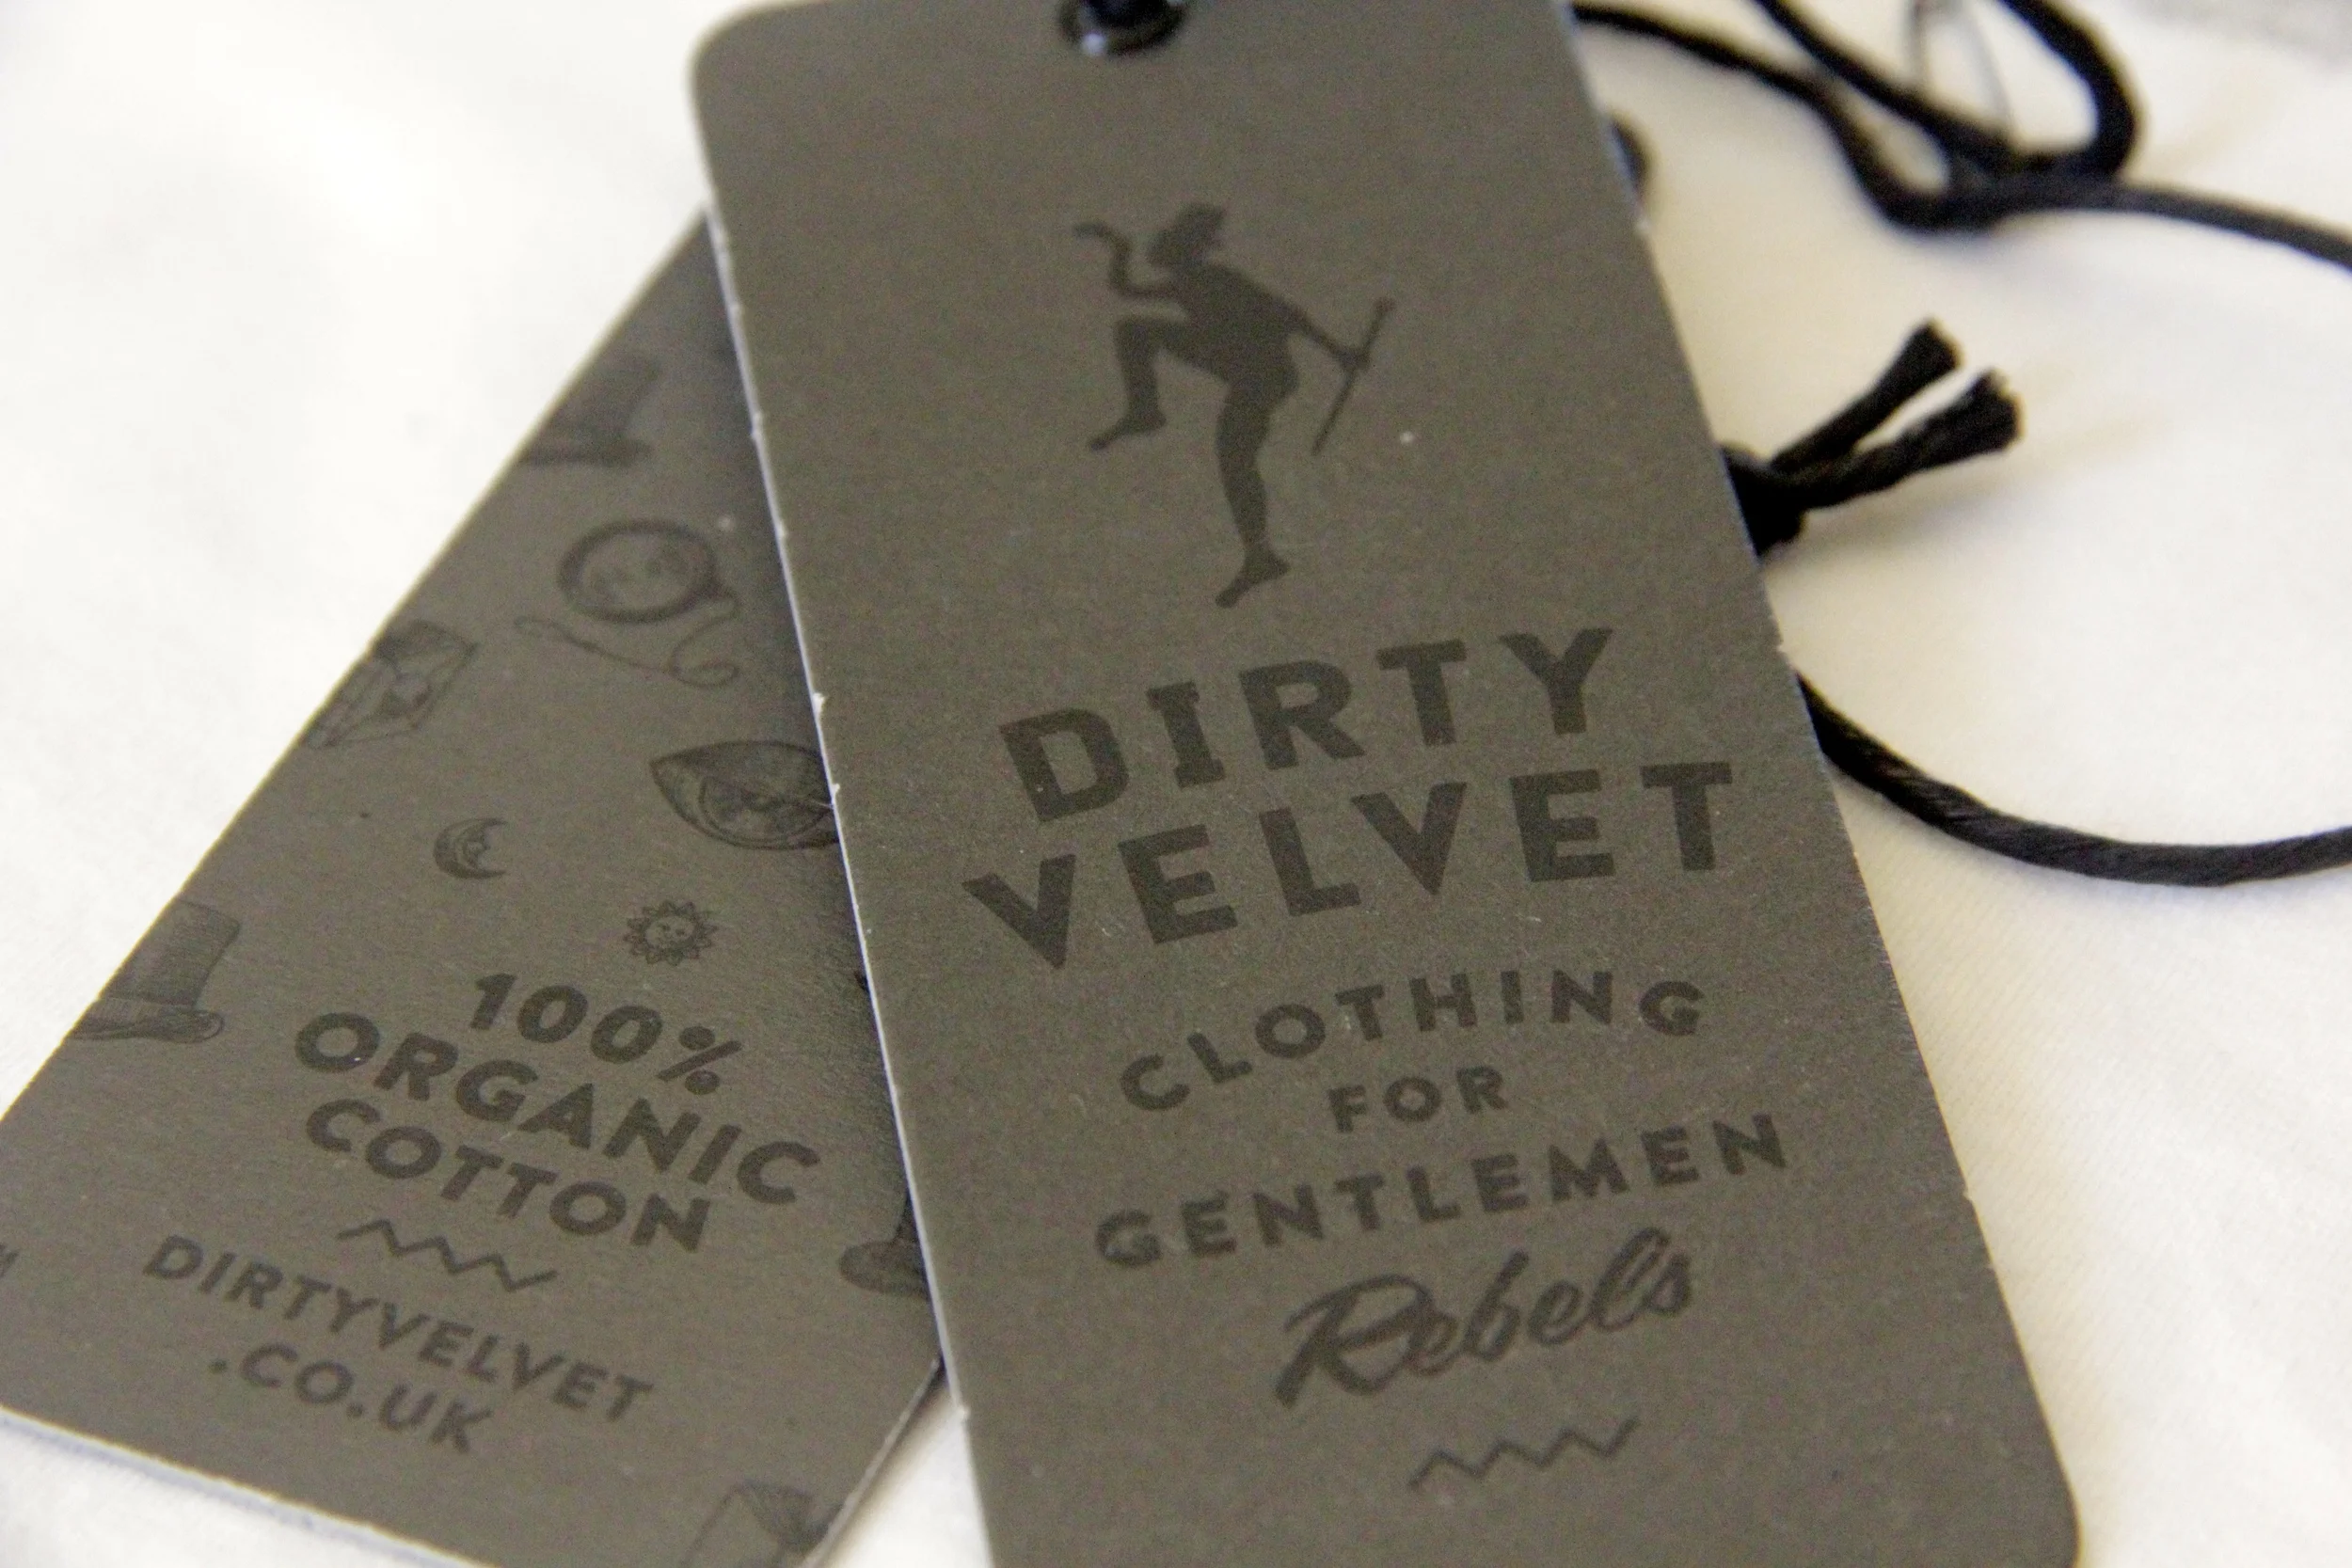 DIRTY
VELVET
CLOTHING
FOR
GENTLEMEN
Rebels
100%
ORGANIC
COTTON
DIRTYVELVET
.CO.UK